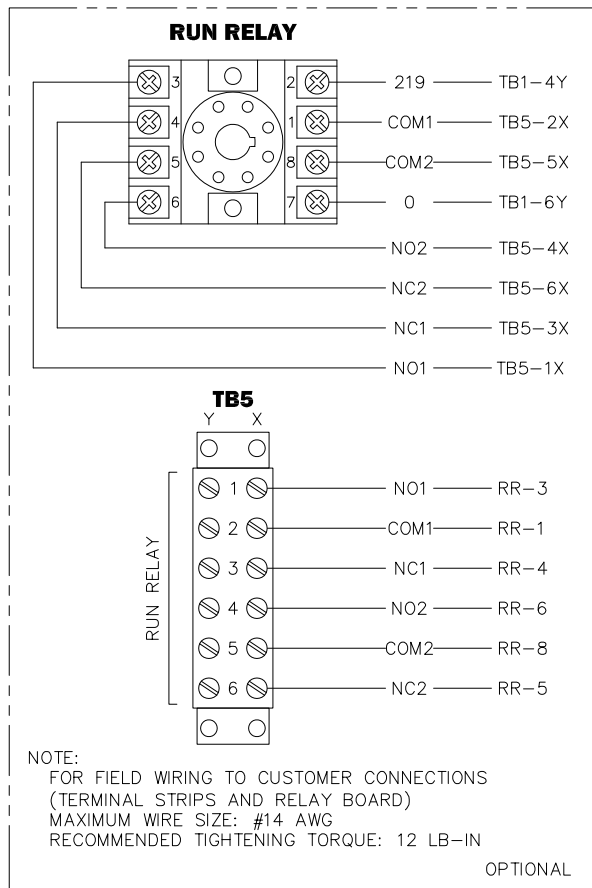 RUN RELAY
3 2 219 TB1-4Y
4 1 COM1 TB5-2X
5 8 COM2 TB5-5X
6 7 0 TB1-6Y
NO2 TB5-4X
NC2 TB5-6X
NC1 TB5-3X
NO1 TB5-1X
TB5
Y X
1 NO1 RR-3
2 COM1 RR-1
3 NC1 RR-4
4 NO2 RR-6
5 COM2 RR-8
6 NC2 RR-5
RUN RELAY
NOTE:
FOR FIELD WIRING TO CUSTOMER CONNECTIONS
(TERMINAL STRIPS AND RELAY BOARD)
MAXIMUM WIRE SIZE: #14 AWG
RECOMMENDED TIGHTENING TORQUE: 12 LB-IN
OPTIONAL